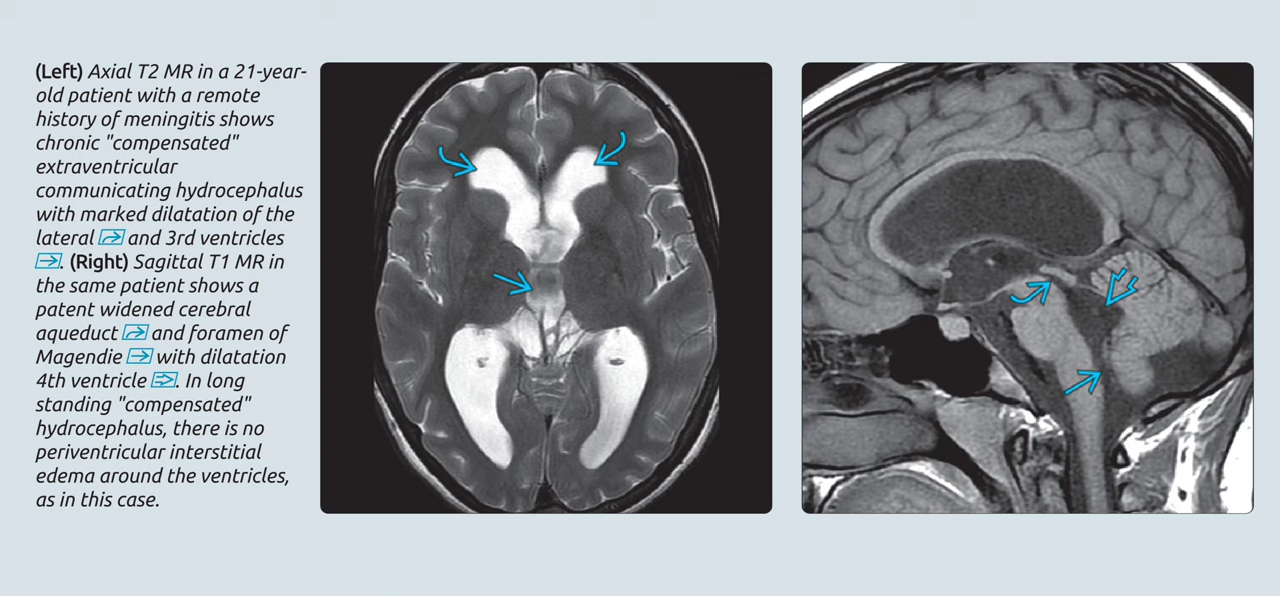 (Left) Axial T2 MR in a 21-year-
old patient with a remote
history of meningitis shows
chronic "compensated"
extraventricular
communicating hydrocephalus
with marked dilatation of the
lateral and 3rd ventricles
. (Right) Sagittal T1 MR in
the same patient shows a
patent widened cerebral
aqueduct and foramen of
Magendie with dilatation
4th ventricle . In long
standing "compensated"
hydrocephalus, there is no
periventricular interstitial
edema around the ventricles,
as in this case.